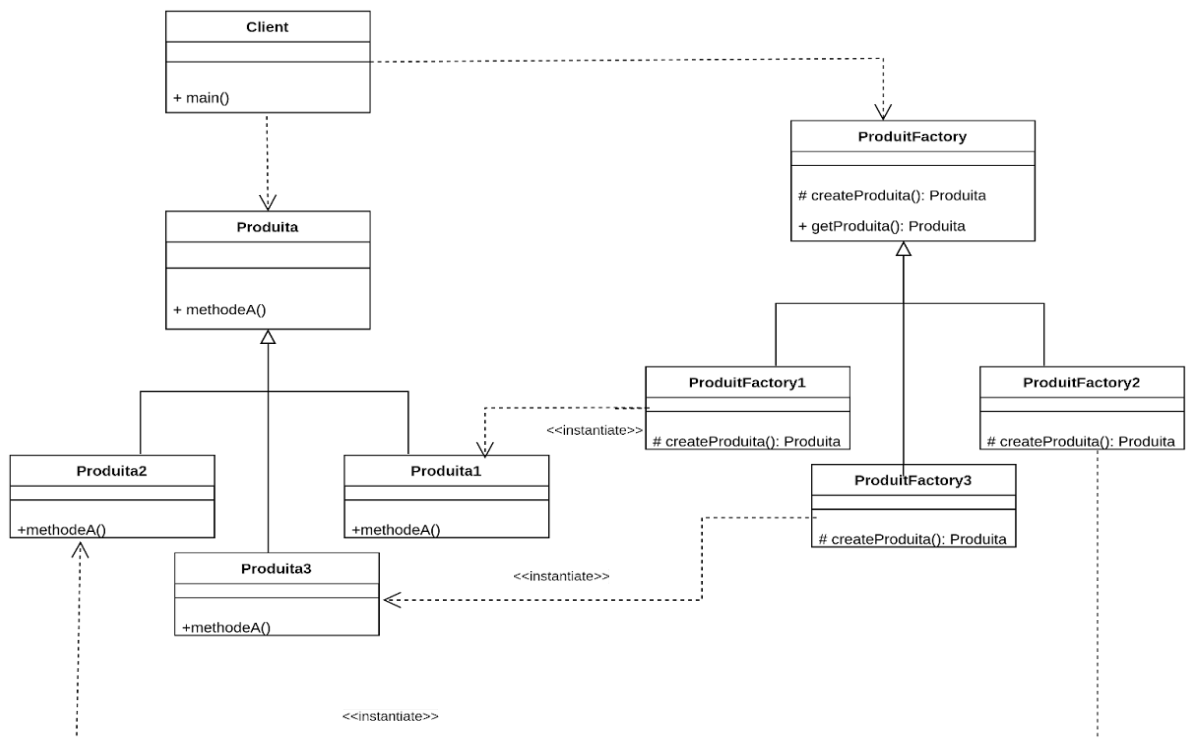 Client
+ main()
ProduitFactory
# createProduita(): Produita
+ getProduita(): Produita
Produita
+ methodeA()
ProduitFactory1
# createProduita(): Produita
ProduitFactory2
# createProduita(): Produita
<<instantiate>>
Produita2
+methodeA()
Produita1
+methodeA()
ProduitFactory3
# createProduita(): Produita
Produita3
+methodeA()
<<instantiate>>
<<instantiate>>